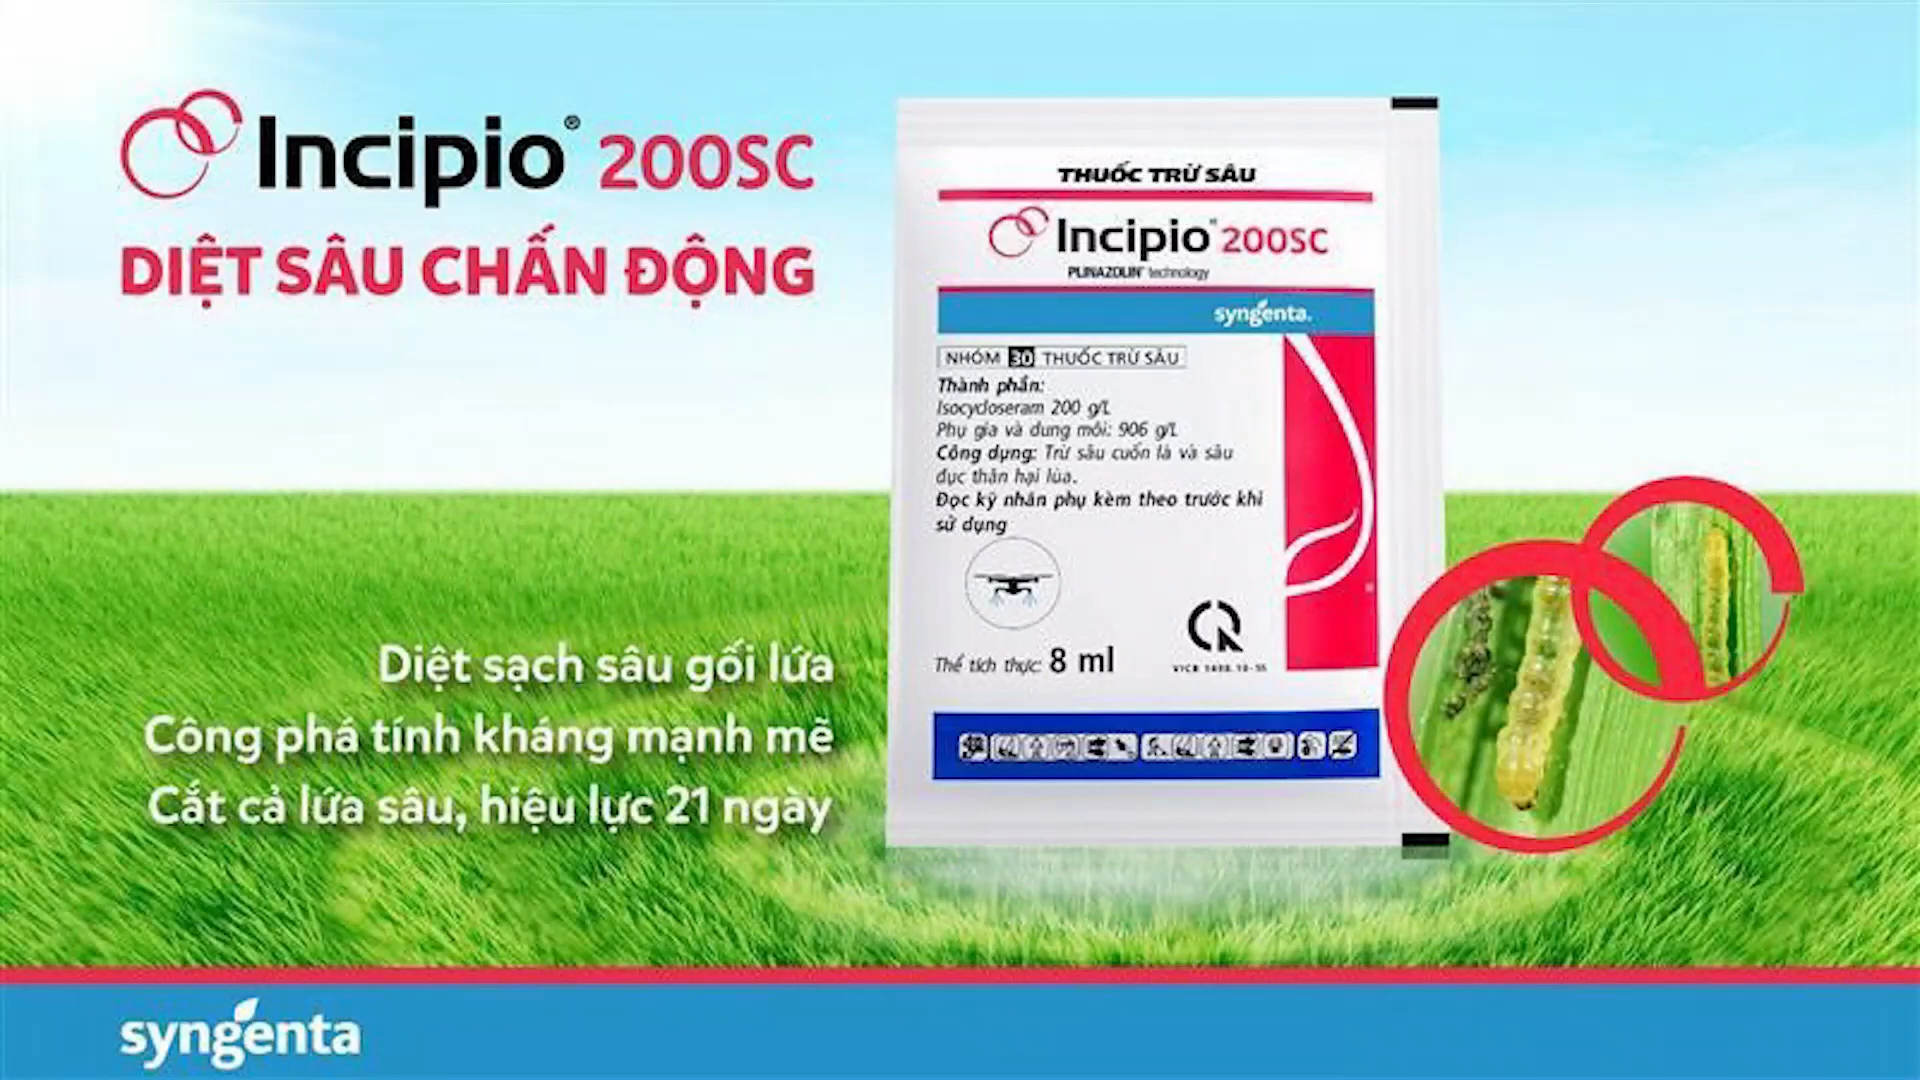 Incipio® 200SC
DIỆT SÂU CHẤN ĐỘNG
Diệt sạch sâu gối lứa
Công phá tính kháng mạnh mẽ
Cắt cả lứa sâu, hiệu lực 21 ngày
THUỐC TRỪ SÂU
Incipio® 200SC
PLINAZOLIN® technology
syngenta.
NHÓM 30 THUỐC TRỪ SÂU
Thành phần:
Isocycloseram 200 g/L
Phụ gia và dung môi: 906 g/L
Công dụng: Trừ sâu cuốn lá và sâu
đục thân hại lúa.
Đọc kỹ nhãn phụ kèm theo trước khi
sử dụng
Thể tích thực: 8 ml
syngenta